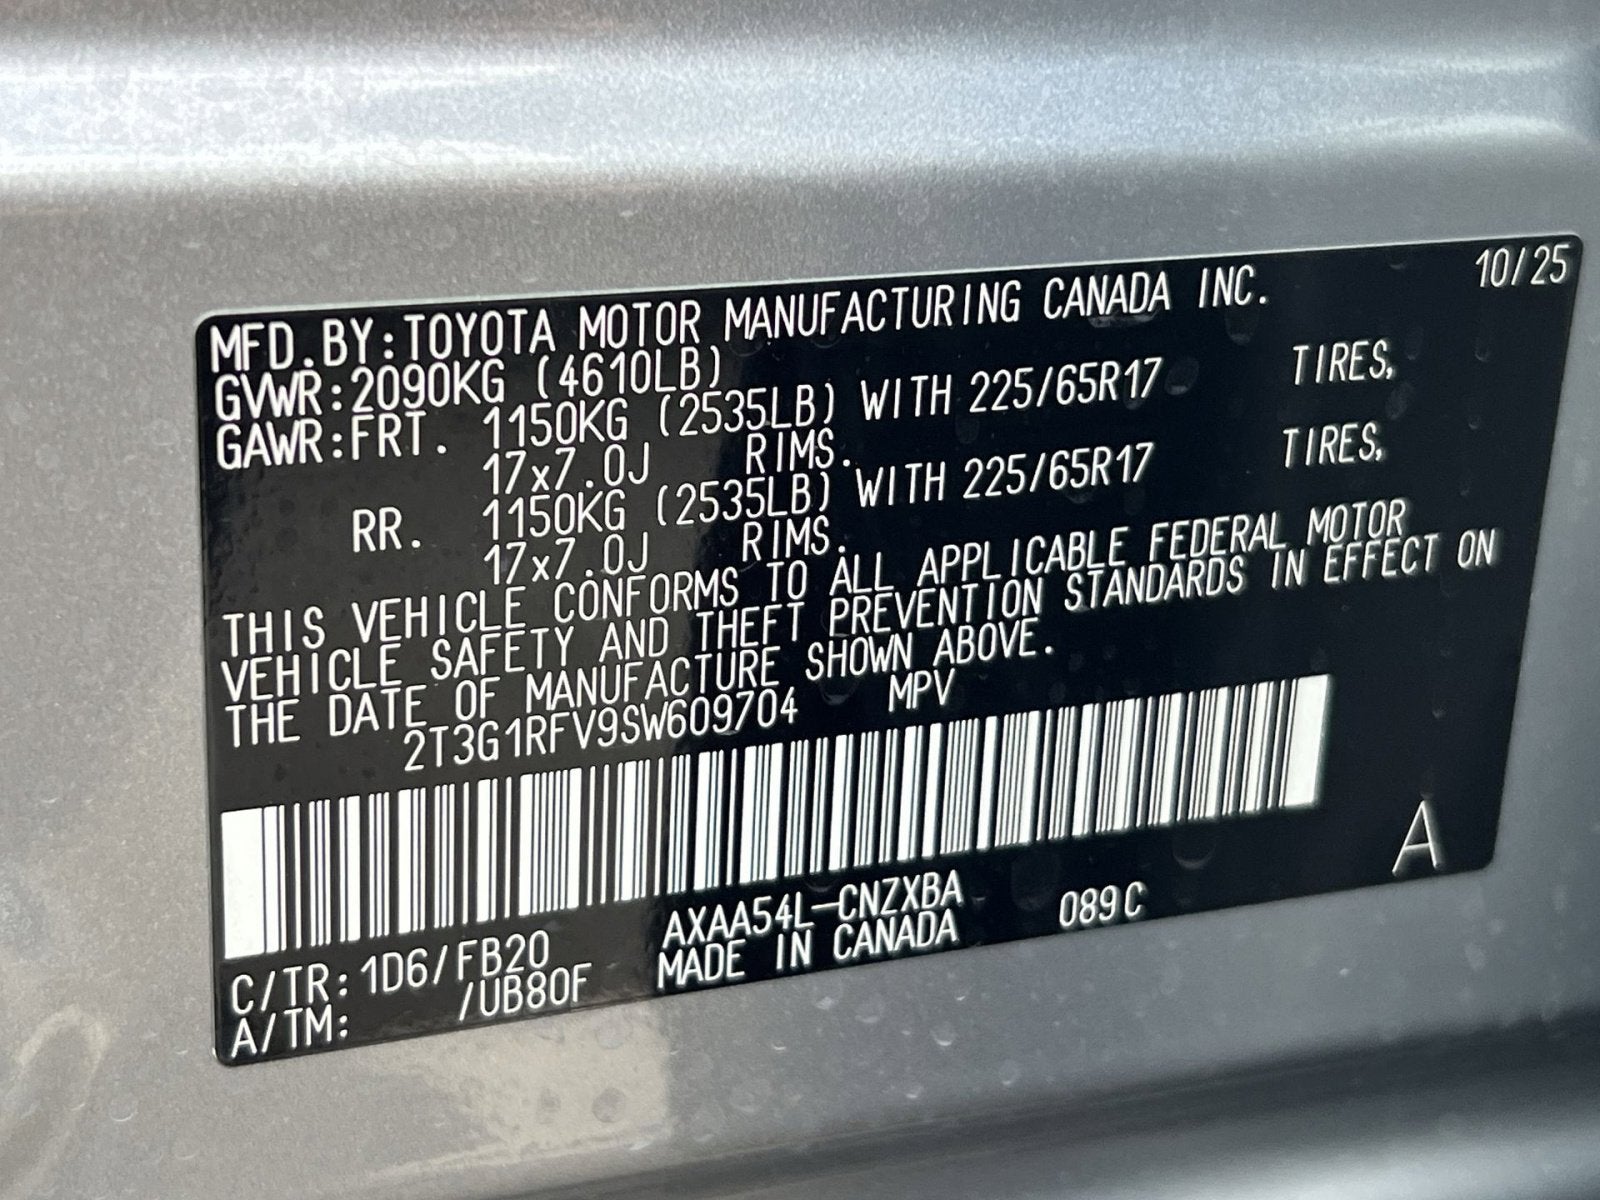 10/25
MFD.BY:TOYOTA MOTOR MANUFACTURING CANADA INC.
GVWR:2090KG (4610LB)
GAWR:FRT. 1150KG (2535LB) WITH 225/65R17 TIRES,
17x7.0J RIMS.
RR. 1150KG (2535LB) WITH 225/65R17 TIRES,
17x7.0J RIMS.
THIS VEHICLE CONFORMS TO ALL APPLICABLE FEDERAL MOTOR
VEHICLE SAFETY AND THEFT PREVENTION STANDARDS IN EFFECT ON
THE DATE OF MANUFACTURE SHOWN ABOVE.
2T3G1RFV9SW609704 MPV
A
C/TR: 1D6/FB20 AXAA54L-CNZXBA 089C
A/TM: /UB80F MADE IN CANADA